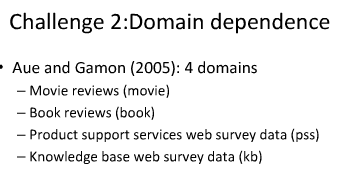 Challenge 2:Domain dependence
• Aue and Gamon (2005): 4 domains
– Movie reviews (movie)
– Book reviews (book)
– Product support services web survey data (pss)
– Knowledge base web survey data (kb)